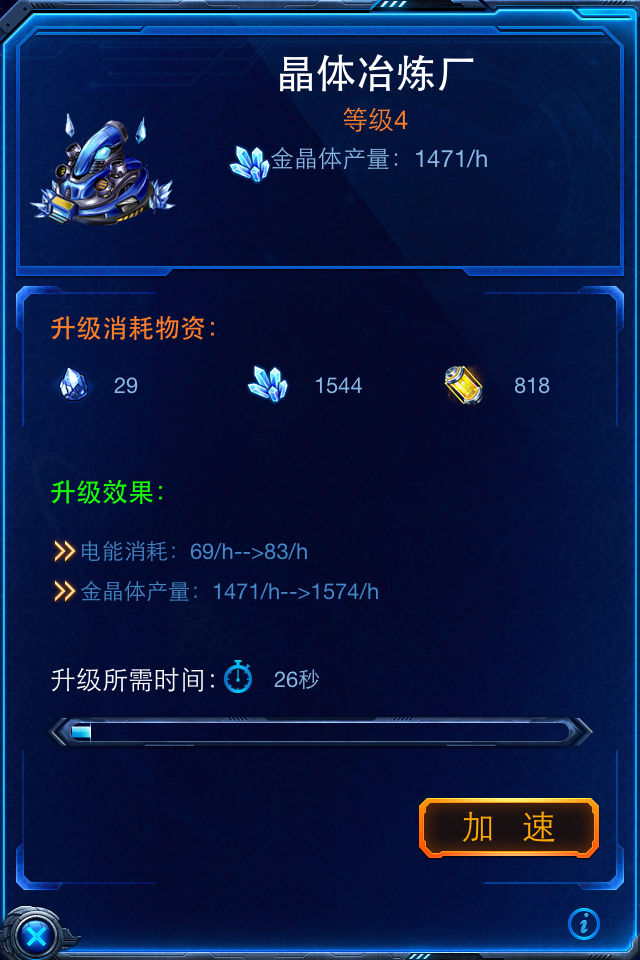 晶体冶炼厂
等级4
金晶体产量：1471/h
升级消耗物资：
29 1544 818
升级效果：
电能消耗：69/h-->83/h
金晶体产量：1471/h-->1574/h
升级所需时间： 26秒
加 速